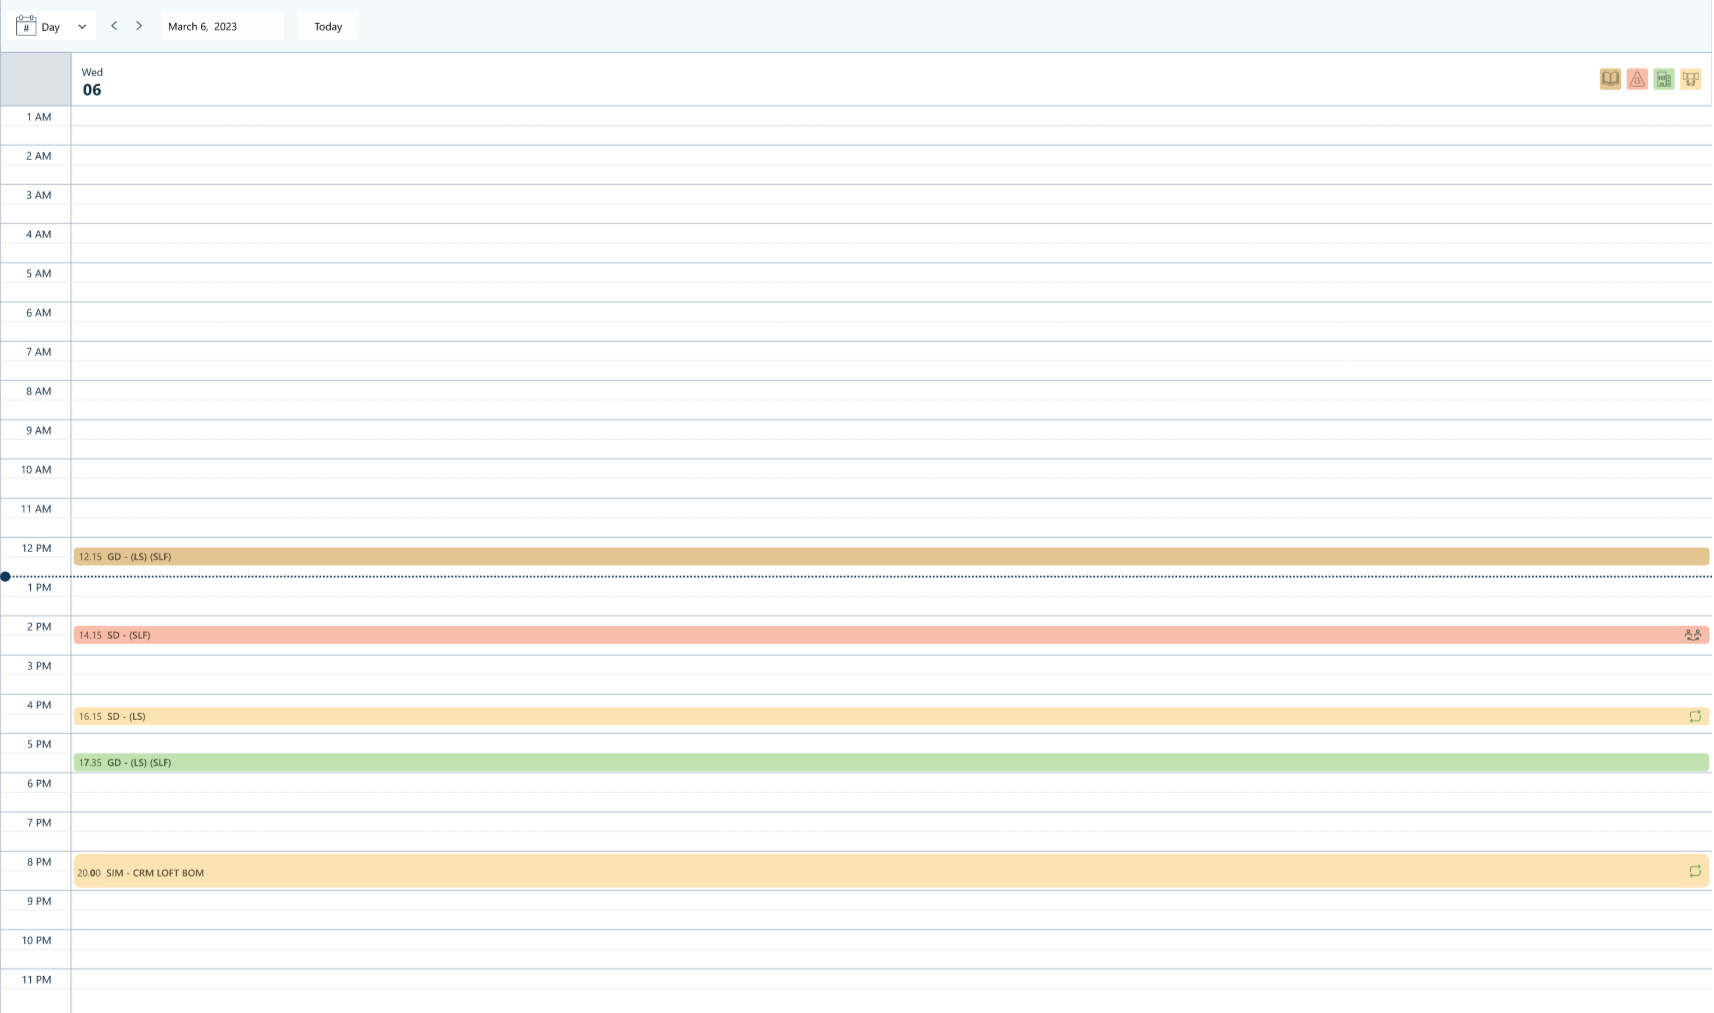 # Day March 6, 2023 Today
Wed
06
1 AM
2 AM
3 AM
4 AM
5 AM
6 AM
7 AM
8 AM
9 AM
10 AM
11 AM
12 PM
12.15 GD - (LS) (SLF)
1 PM
2 PM
14.15 SD - (SLF)
3 PM
4 PM
16.15 SD - (LS)
5 PM
17.35 GD - (LS) (SLF)
6 PM
7 PM
8 PM
20.00 SIM - CRM LOFT BOM
9 PM
10 PM
11 PM